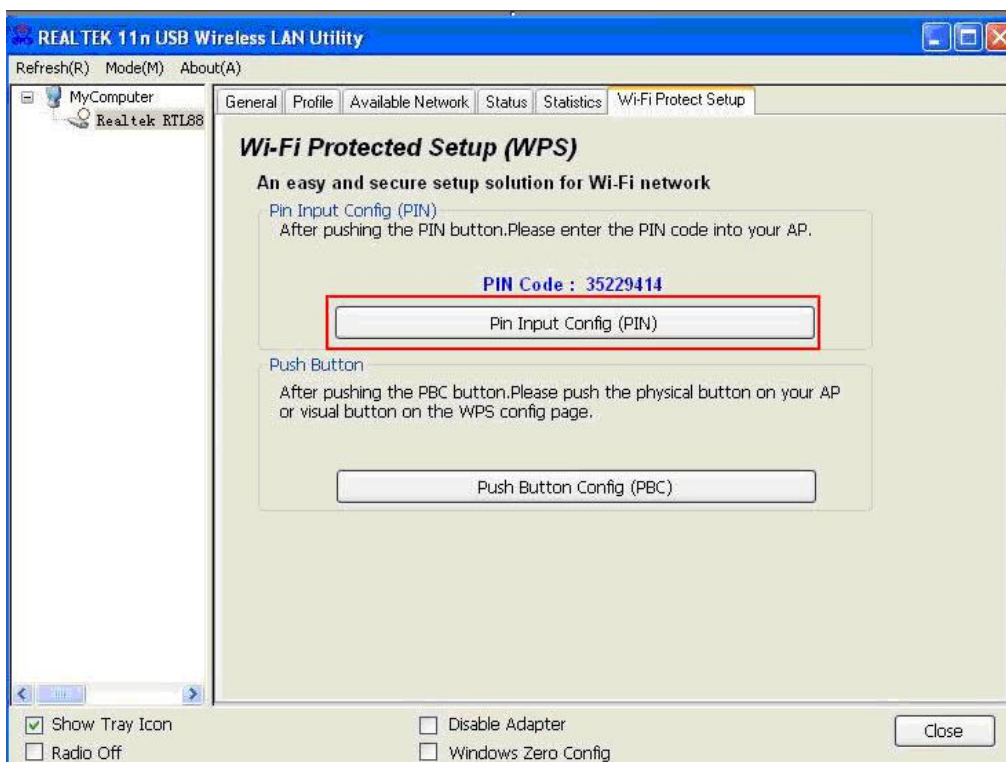 REALTEK 11n USB Wireless LAN Utility
Refresh(R) Mode(M) About(A)
MyComputer
Realtek RTL88
General Profile Available Network Status Statistics Wi-Fi Protect Setup
Wi-Fi Protected Setup (WPS)
An easy and secure setup solution for Wi-Fi network
Pin Input Config (PIN)
After pushing the PIN button.Please enter the PIN code into your AP.
PIN Code : 35229414
Pin Input Config (PIN)
Push Button
After pushing the PBC button.Please push the physical button on your AP
or visual button on the WPS config page.
Push Button Config (PBC)
Show Tray Icon
Radio Off
Disable Adapter
Windows Zero Config
Close